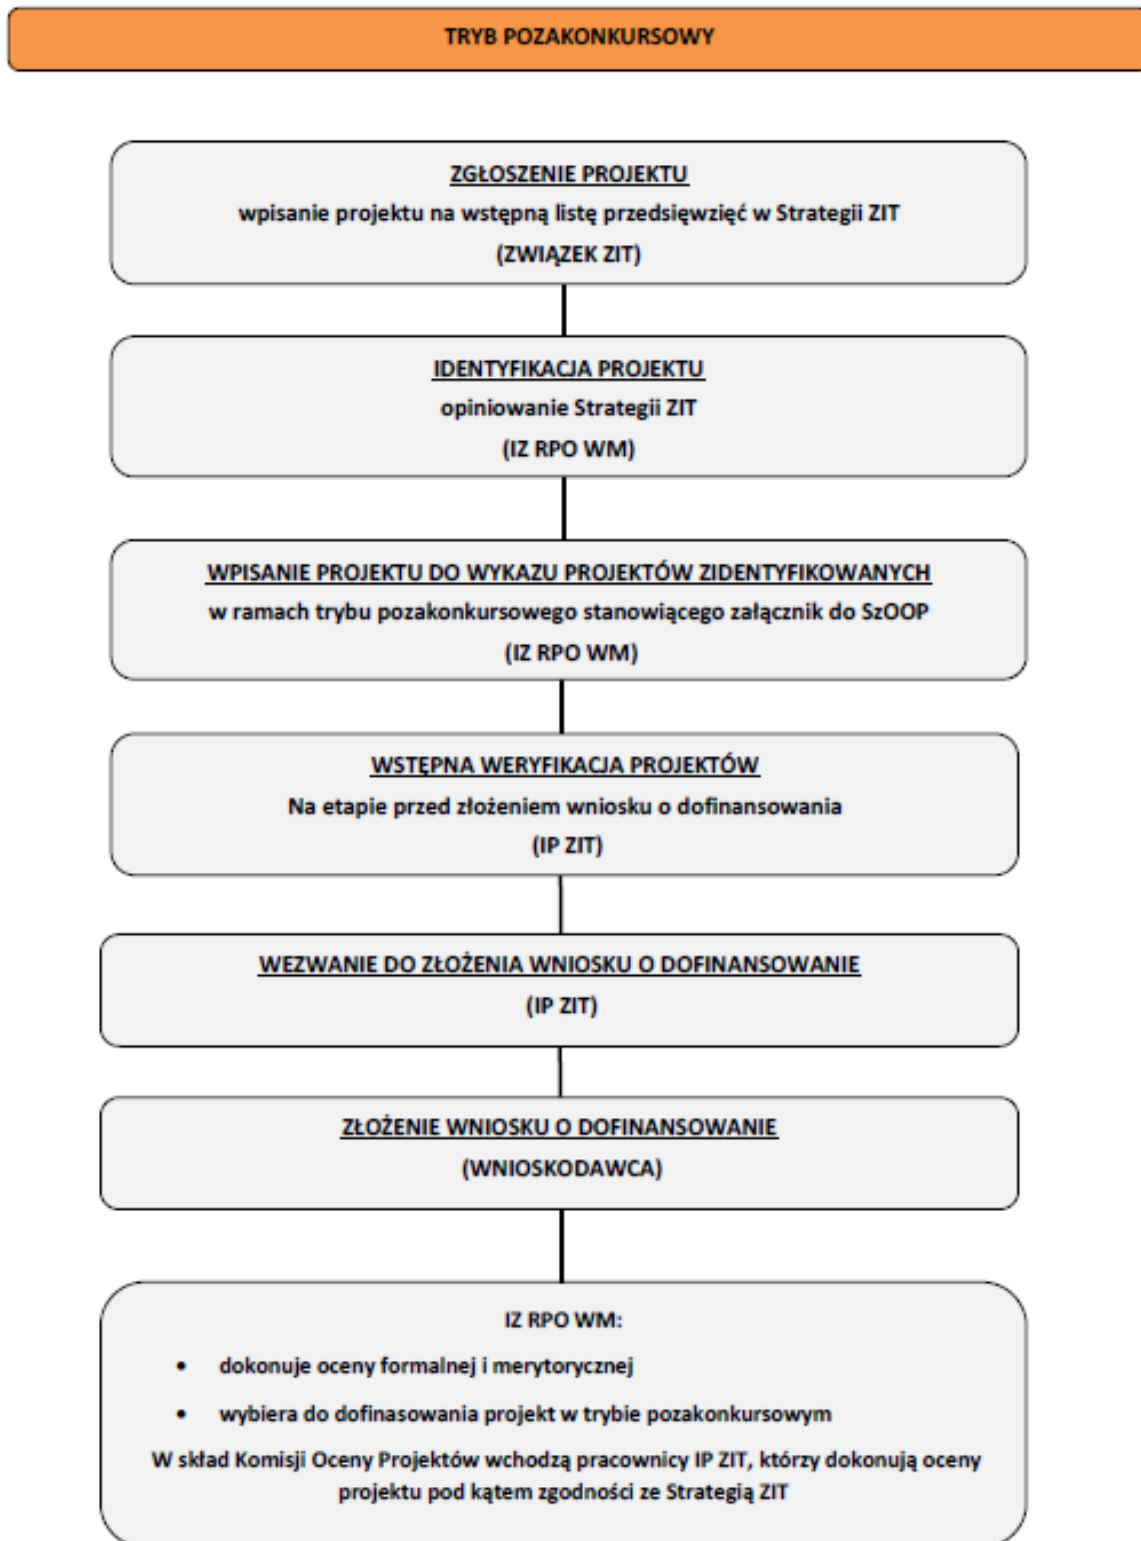 TRYB POZAKONKURSOWY
ZGŁOSZENIE PROJEKTU
wpisanie projektu na wstępną listę przedsięwzięć w Strategii ZIT
(ZWIĄZEK ZIT)
IDENTYFIKACJA PROJEKTU
opiniowanie Strategii ZIT
(IZ RPO WM)
WPISANIE PROJEKTU DO WYKAZU PROJEKTÓW ZIDENTYFIKOWANYCH
w ramach trybu pozakonkursowego stanowiącego załącznik do SzOOP
(IZ RPO WM)
WSTĘPNA WERYFIKACJA PROJEKTÓW
Na etapie przed złożeniem wniosku o dofinansowania
(IP ZIT)
WEZWANIE DO ZŁOŻENIA WNIOSKU O DOFINANSOWANIE
(IP ZIT)
ZŁOŻENIE WNIOSKU O DOFINANSOWANIE
(WNIOSKODAWCA)
IZ RPO WM:
• dokonuje oceny formalnej i merytorycznej
• wybiera do dofinasowania projekt w trybie pozakonkursowym
W skład Komisji Oceny Projektów wchodzą pracownicy IP ZIT, którzy dokonują oceny
projektu pod kątem zgodności ze Strategią ZIT